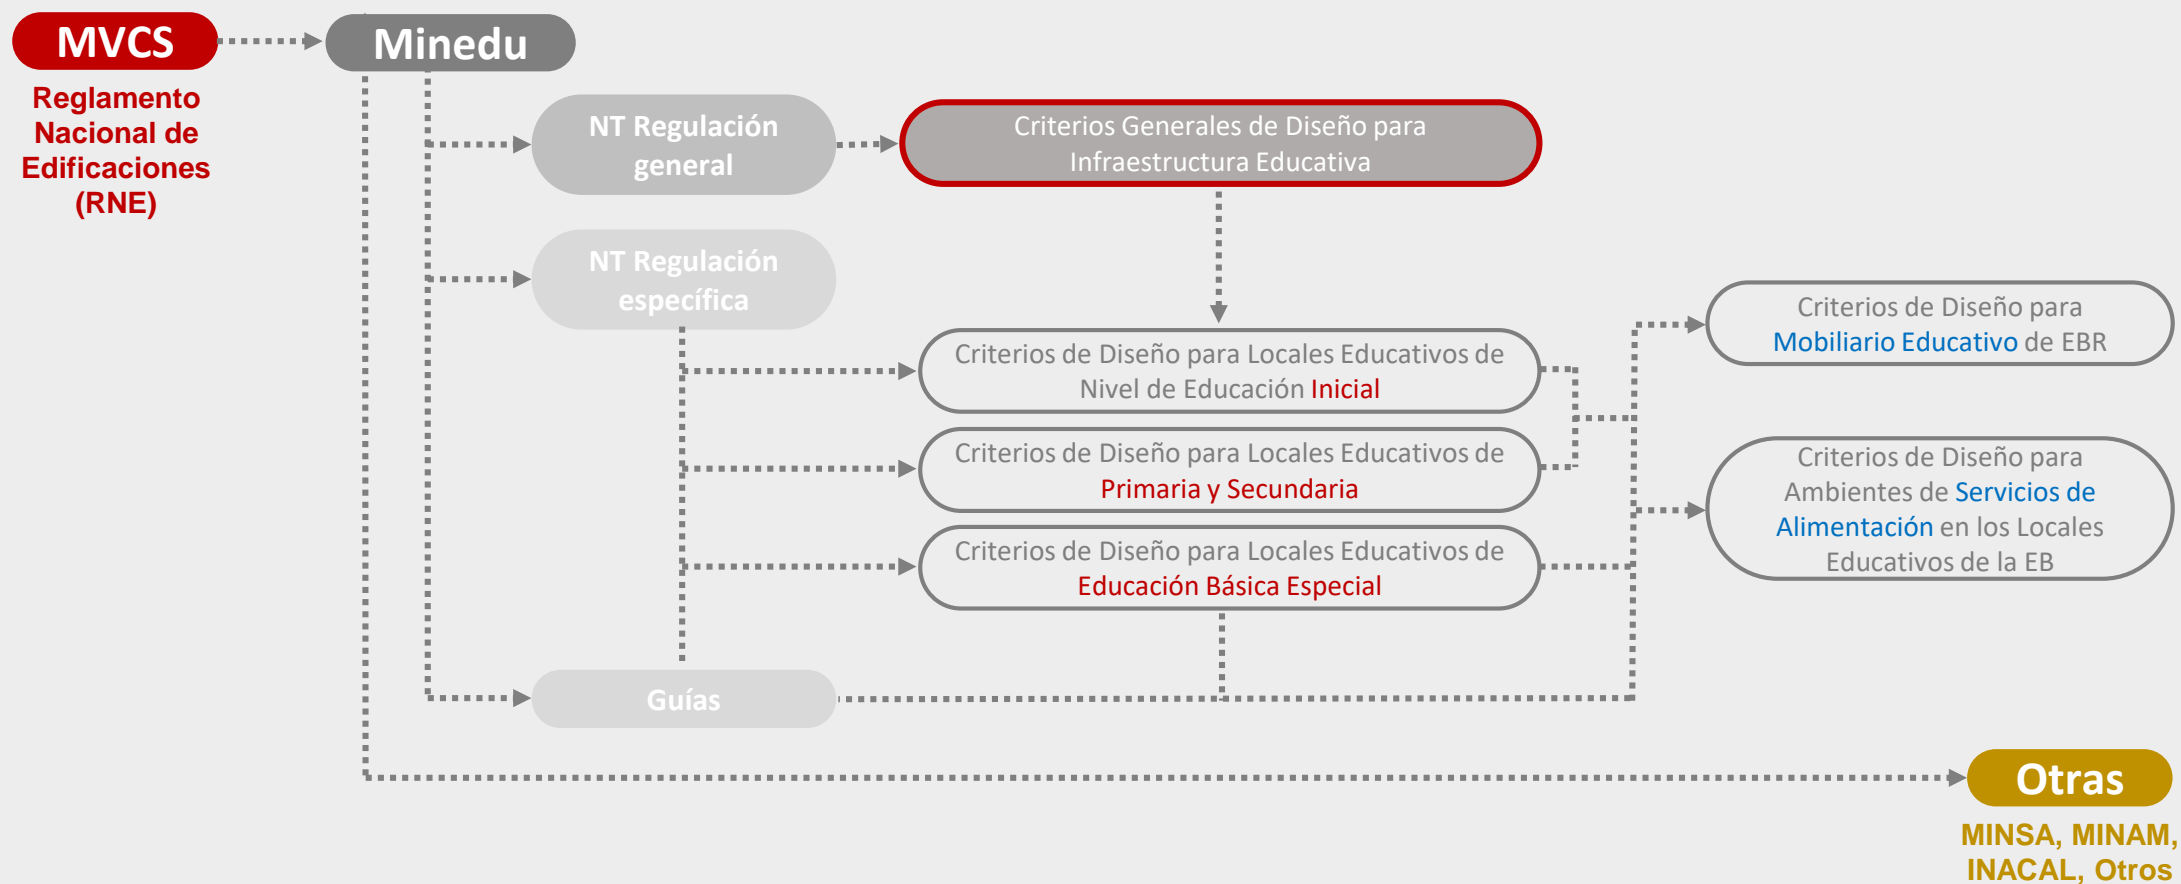 MVCS
Reglamento
Nacional de
Edificaciones
(RNE)
Minedu
NT Regulación
general
Criterios Generales de Diseño para
Infraestructura Educativa
NT Regulación
específica
Criterios de Diseño para Locales Educativos de
Nivel de Educación Inicial
Criterios de Diseño para Locales Educativos de
Primaria y Secundaria
Criterios de Diseño para Locales Educativos de
Educación Básica Especial
Guías
Criterios de Diseño para
Mobiliario Educativo de EBR
Criterios de Diseño para
Ambientes de Servicios de
Alimentación en los Locales
Educativos de la EB
Otras
MINSA, MINAM,
INACAL, Otros